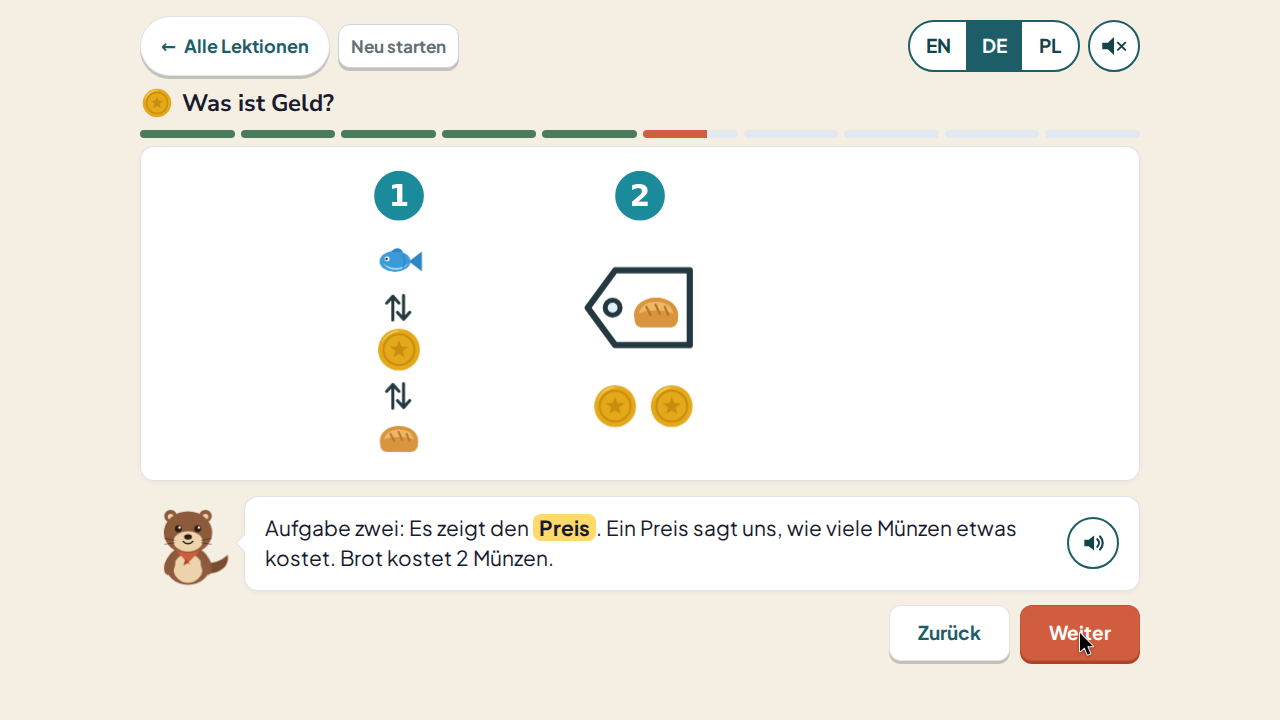 ← Alle Lektionen
Neu starten
EN DE PL
Was ist Geld?
1
2
Aufgabe zwei: Es zeigt den Preis. Ein Preis sagt uns, wie viele Münzen etwas
kostet. Brot kostet 2 Münzen.
Zurück
Weiter